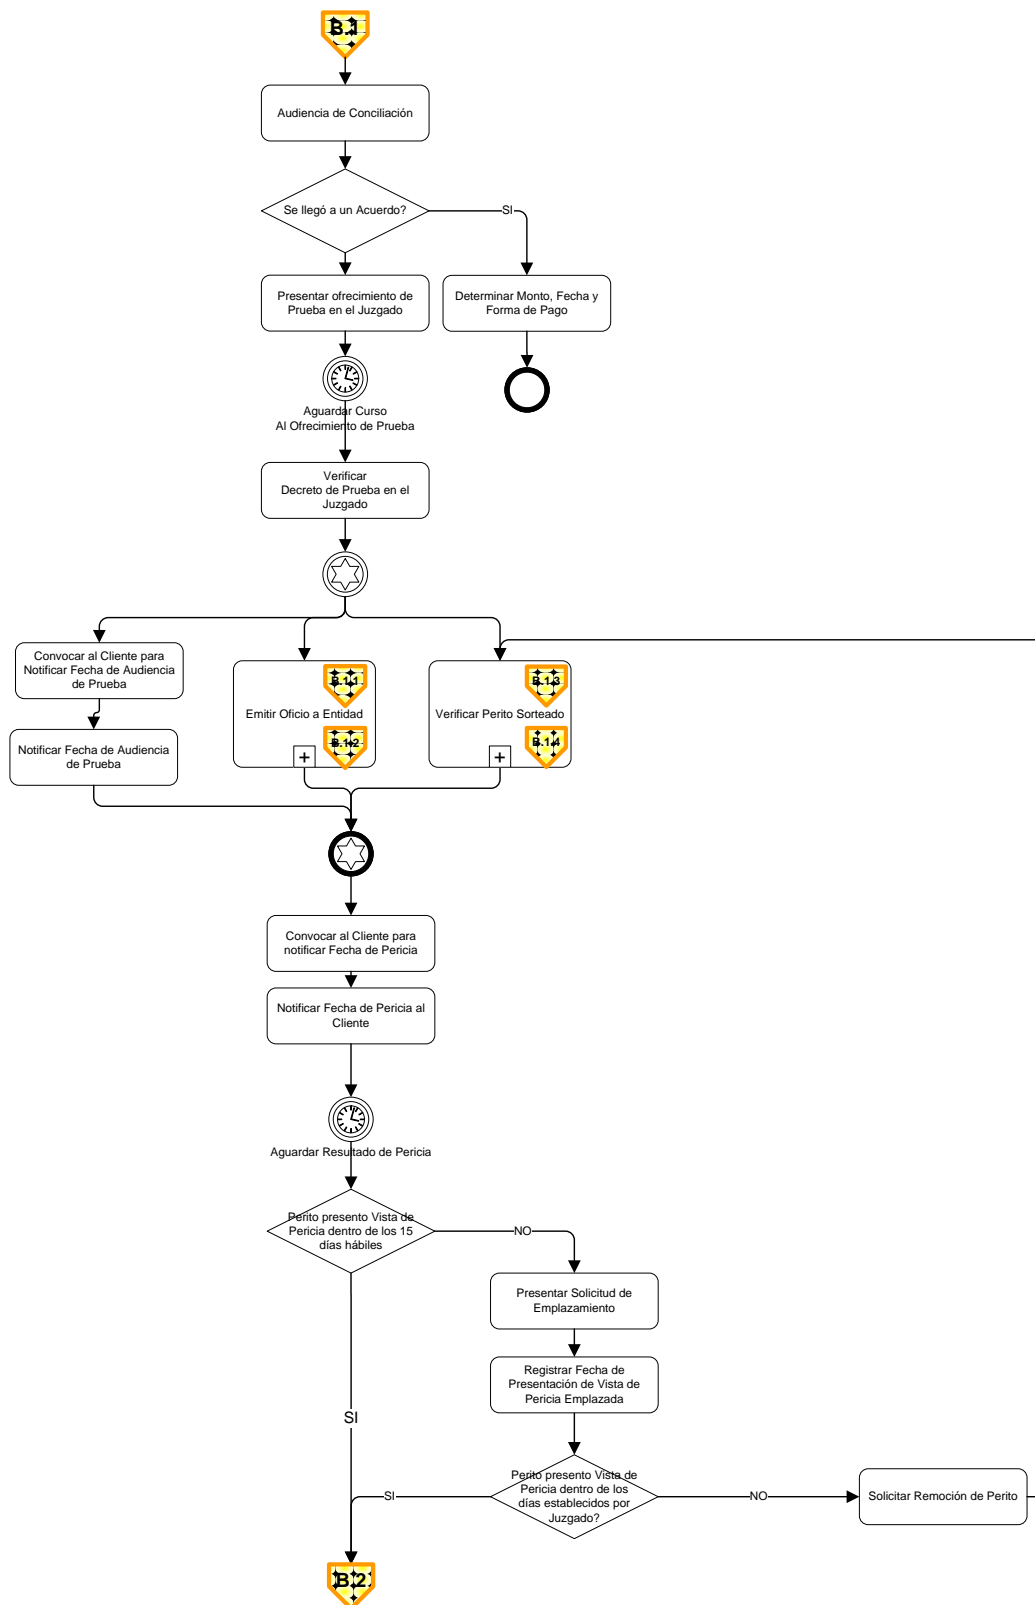 B.1
Audiencia de Conciliación
Se llegó a un Acuerdo?
SI
Presentar ofrecimiento de
Prueba en el Juzgado
Determinar Monto, Fecha y
Forma de Pago
Aguardar Curso
Al Ofrecimiento de Prueba
Verificar
Decreto de Prueba en el
Juzgado
Convocar al Cliente para
Notificar Fecha de Audiencia
de Prueba
B.1.1
Emitir Oficio a Entidad
B.1.2
B.1.3
Verificar Perito Sorteado
B.1.4
Notificar Fecha de Audiencia
de Prueba
Convocar al Cliente para
notificar Fecha de Pericia
Notificar Fecha de Pericia al
Cliente
Aguardar Resultado de Pericia
Perito presento Vista de
Pericia dentro de los 15
días hábiles
NO
Presentar Solicitud de
Emplazamiento
Registrar Fecha de
Presentación de Vista de
Pericia Emplazada
SI
Perito presento Vista de
Pericia dentro de los
días establecidos por
Juzgado?
SI
NO
Solicitar Remoción de Perito
B.2